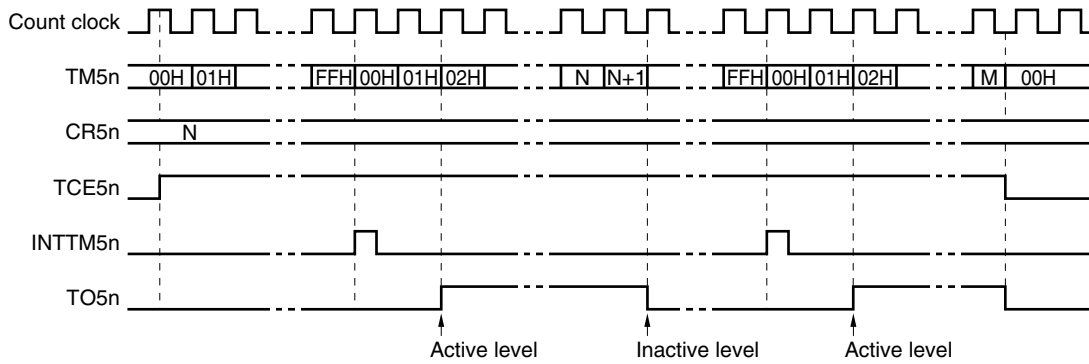 Count clock
TM5n 00H 01H FFH 00H 01H 02H N N+1 FFH 00H 01H 02H M 00H
CR5n N
TCE5n
INTTM5n
TO5n
Active level Inactive level Active level